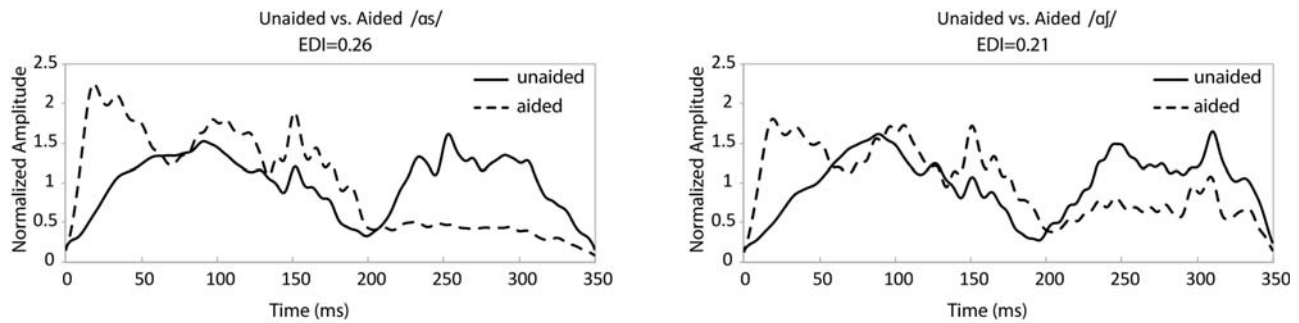 Unaided vs. Aided /ɑs/
EDI=0.26
Normalized Amplitude
2.5
2
1.5
1
0.5
0
unaided
aided
0 50 100 150 200 250 300 350
Time (ms)
Unaided vs. Aided /ɑʃ/
EDI=0.21
Normalized Amplitude
2.5
2
1.5
1
0.5
0
unaided
aided
0 50 100 150 200 250 300 350
Time (ms)